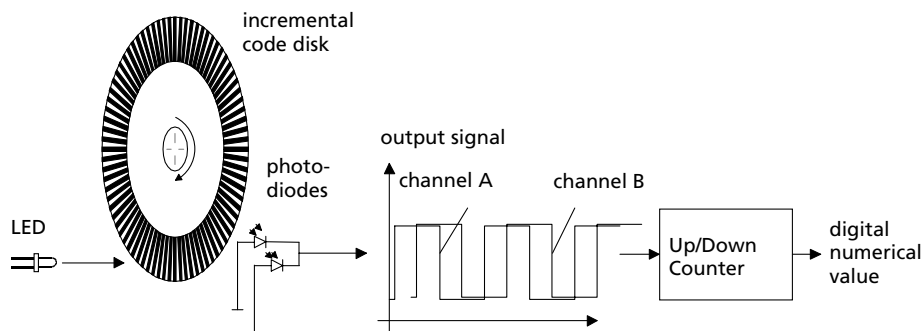 incremental
code disk
output signal
photo-
diodes
channel A
channel B
LED
Up/Down
Counter
digital
numerical
value